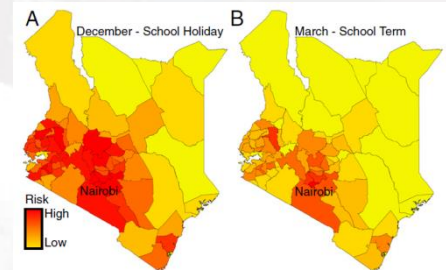 A
December - School Holiday
Nairobi
Risk
High
Low
B
March - School Term
Nairobi